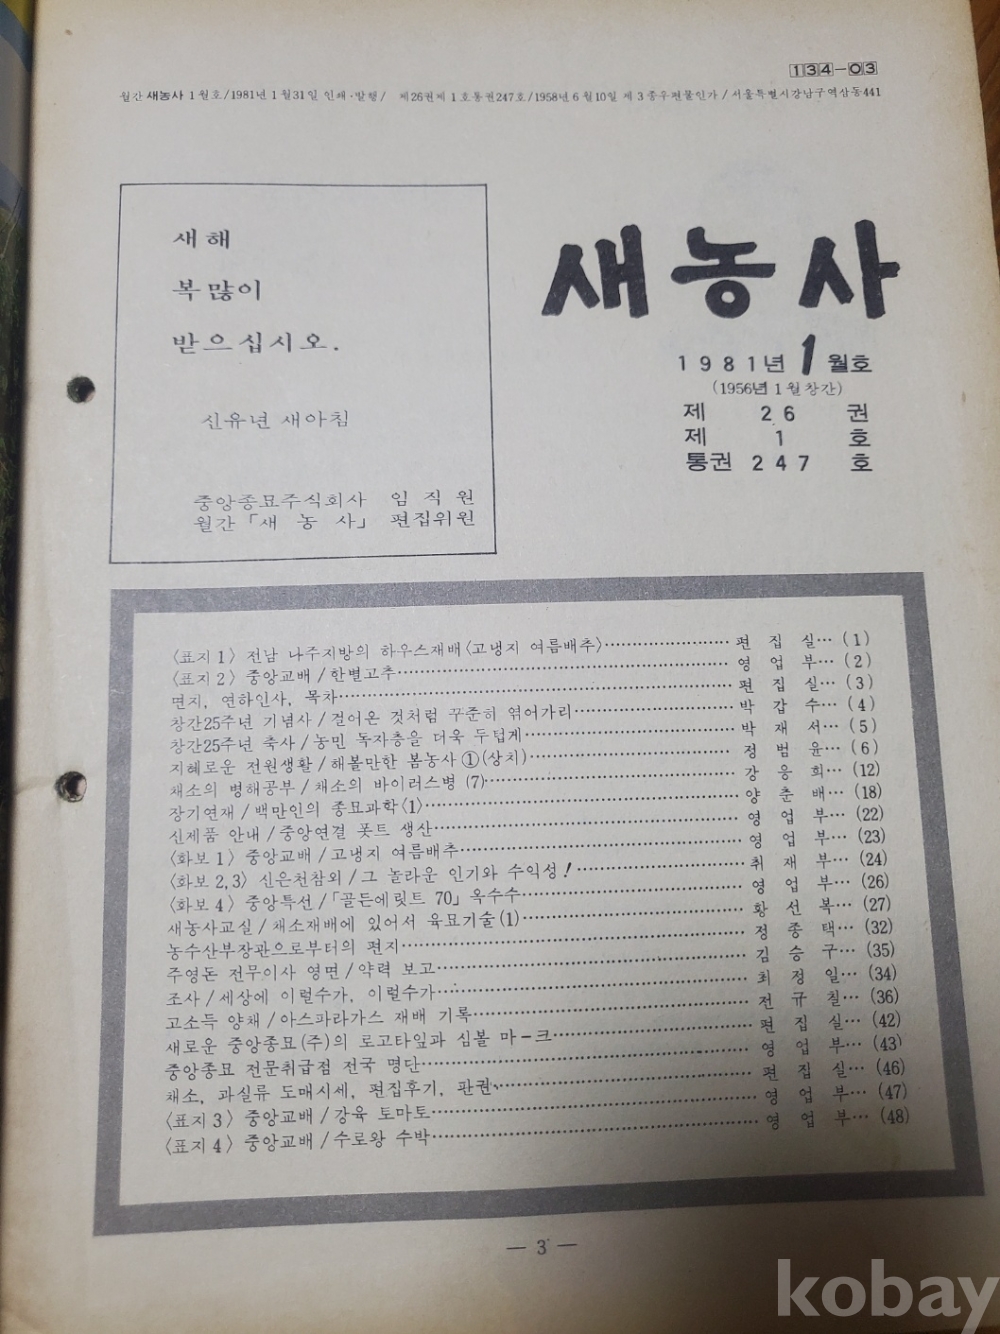 134-03
월간 새농사 1월호/1981년 1월31일 인쇄·발행/ 제26권제 1호통권247호/1958년 6월10일 제 3 종우편물인가 / 서울특별시강남구역삼동441
새해
복많이
받으십시오.
신유년 새아침
중앙종묘주식회사 임 직 원
월간「새 농 사」 편집위원
새농사
1981년 1월호
(1956년 1월창간)
제 26 권
제 1 호
통권 247 호
〈표지 1〉 전남 나주지방의 하우스재배〈고냉지 여름배추〉 편 집 실… (1)
〈표지 2〉 중앙교배 / 한별고추 영 업 부… (2)
면지, 연하인사, 목차 편 집 실… (3)
창간25주년 기념사 / 걸어온 것처럼 꾸준히 엮어가리 박 갑 수… (4)
창간25주년 축사 / 농민 독자층을 더욱 두텁게 박 재 서… (5)
지혜로운 전원생활 / 해볼만한 봄농사 ①(상치) 정 범 윤… (6)
채소의 병해공부 / 채소의 바이러스병 (7) 강 응 희… (12)
장기연재 / 백만인의 종묘과학〈1〉 양 춘 배… (18)
신제품 안내 / 중앙연결 폿트 생산 영 업 부… (22)
〈화보 1〉 중앙교배 / 고냉지 여름배추 영 업 부… (23)
〈화보 2,3〉 신은천참외 / 그 놀라운 인기와 수익성! 취 재 부… (24)
〈화보 4〉 중앙특선 /「골든에릿트 70」옥수수 영 업 부… (26)
새농사교실 / 채소재배에 있어서 육묘기술(1) 황 선 복… (27)
농수산부장관으로부터의 편지 정 종 택… (32)
주영돈 전무이사 영면 / 약력 보고 김 승 구… (35)
조사 / 세상에 이럴수가, 이럴수가 최 정 일… (34)
고소득 양채 / 아스파라가스 재배 기록 전 규 칠… (36)
새로운 중앙종묘(주)의 로고타잎과 심볼 마ー크 편 집 실… (42)
중앙종묘 전문취급점 전국 명단 영 업 부… (43)
채소, 과실류 도매시세, 편집후기, 판권 편 집 실… (46)
〈표지 3〉 중앙교배 / 강육 토마토 영 업 부… (47)
〈표지 4〉 중앙교배 / 수로왕 수박 영 업 부… (48)
— 3 —
kobay